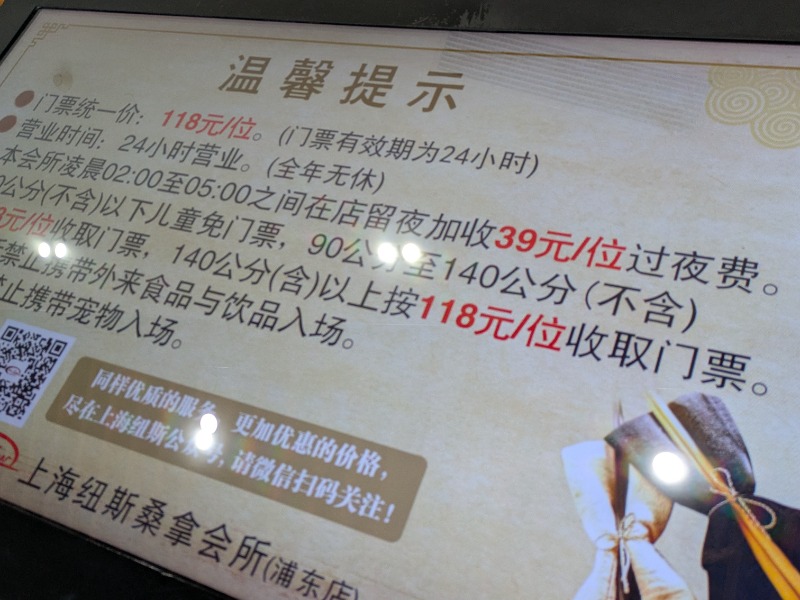 温馨提示
门票统一价：118元/位。(门票有效期为24小时)
营业时间：24小时营业。(全年无休)
本会所凌晨02:00至05:00之间在店留夜加收39元/位过夜费。
0公分(不含)以下儿童免门票，90公分至140公分(不含)
元/位收取门票，140公分(含)以上按118元/位收取门票。
禁止携带外来食品与饮品入场。
止携带宠物入场。
同样优质的服务，更加优惠的价格，
尽在上海纽斯公众号，请微信扫码关注！
上海纽斯桑拿会所(浦东店)